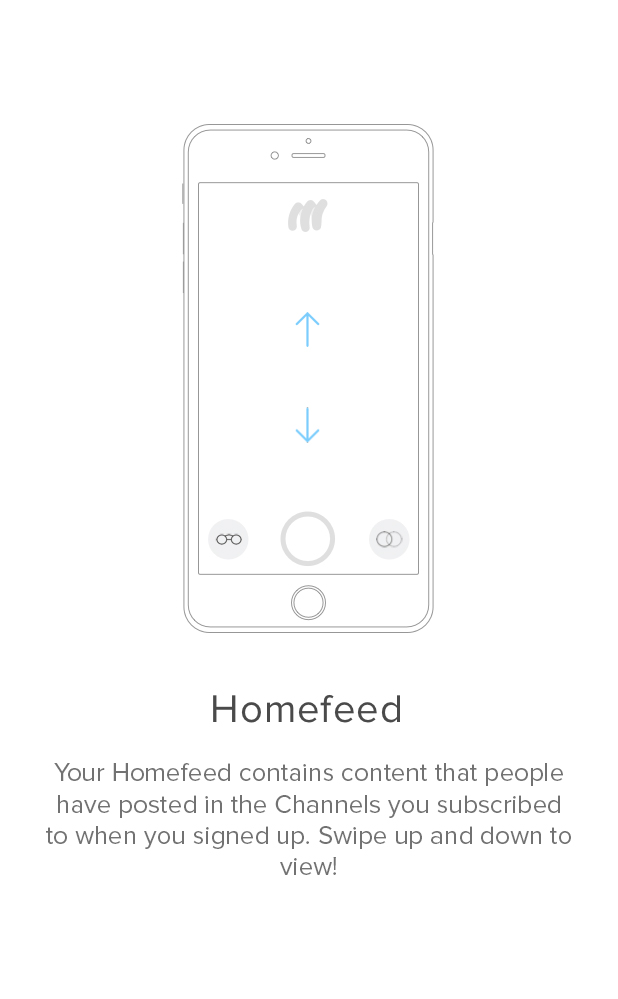 Homefeed
Your Homefeed contains content that people
have posted in the Channels you subscribed
to when you signed up. Swipe up and down to
view!